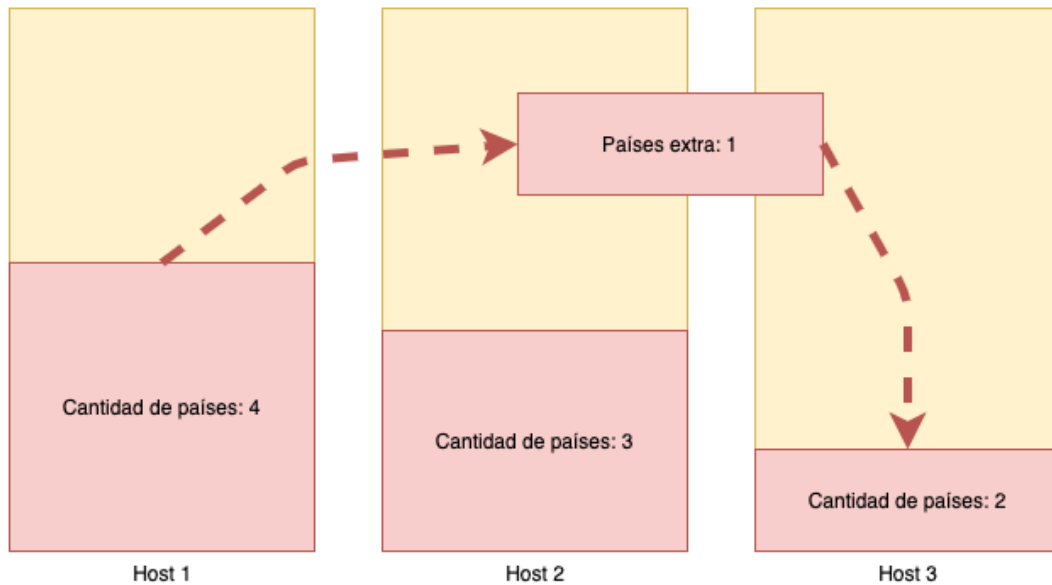 Países extra: 1
Cantidad de países: 4
Cantidad de países: 3
Cantidad de países: 2
Host 1
Host 2
Host 3